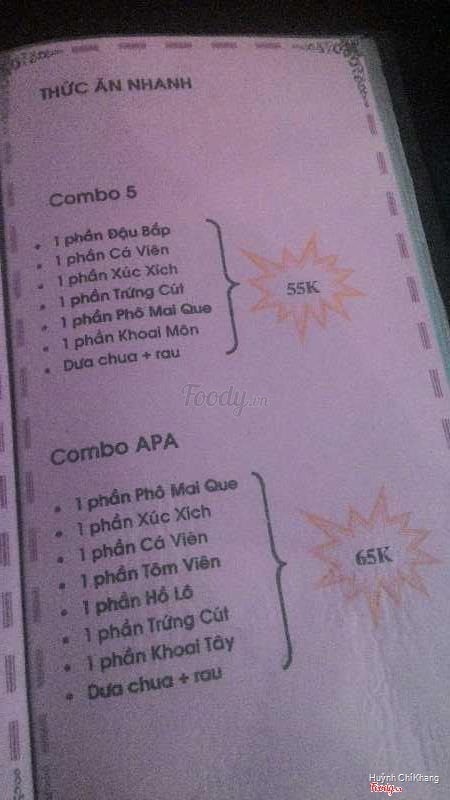 THỨC ĂN NHANH
Combo 5
1 phần Đậu Bắp
1 phần Cá Viên
1 phần Xúc Xích
1 phần Trứng Cút
1 phần Phô Mai Que
1 phần Khoai Môn
Dưa chua + rau
55K
Foody.vn
Combo APA
1 phần Phô Mai Que
1 phần Xúc Xích
1 phần Cá Viên
1 phần Tôm Viên
1 phần Hồ Lô
1 phần Trứng Cút
1 phần Khoai Tây
Dưa chua + rau
65K
Huỳnh ChíKhang